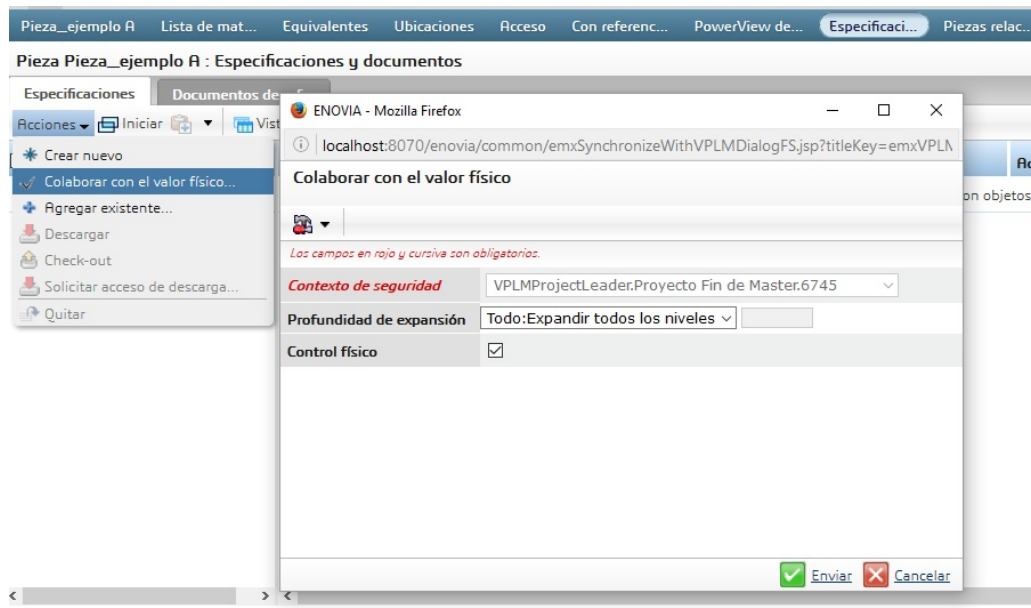 Pieza_ejemplo A Lista de mat... Equivalentes Ubicaciones Acceso Con referenc... PowerView de... Especificaci... Piezas relac...
Pieza Pieza_ejemplo A : Especificaciones y documentos
Especificaciones Documentos de
Acciones Iniciar Vist
Crear nuevo
Colaborar con el valor físico...
Agregar existente...
Descargar
Check-out
Solicitar acceso de descarga...
Quitar
on objetos
ENOVIA - Mozilla Firefox
localhost:8070/enovia/common/emxSynchronizeWithVPLMDialogFS.jsp?titleKey=emxVPLM
Colaborar con el valor físico
Los campos en rojo y cursiva son obligatorios.
Contexto de seguridad VPLMProjectLeader.Proyecto Fin de Master.6745
Profundidad de expansión Todo:Expandir todos los niveles
Control físico
Enviar Cancelar